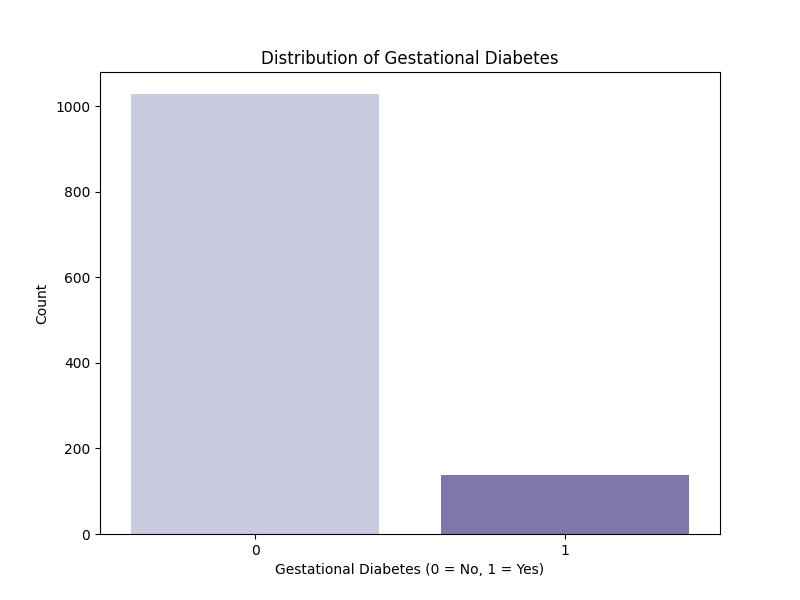 Distribution of Gestational Diabetes
1000
800
600
400
200
0
Count
0 1
Gestational Diabetes (0 = No, 1 = Yes)